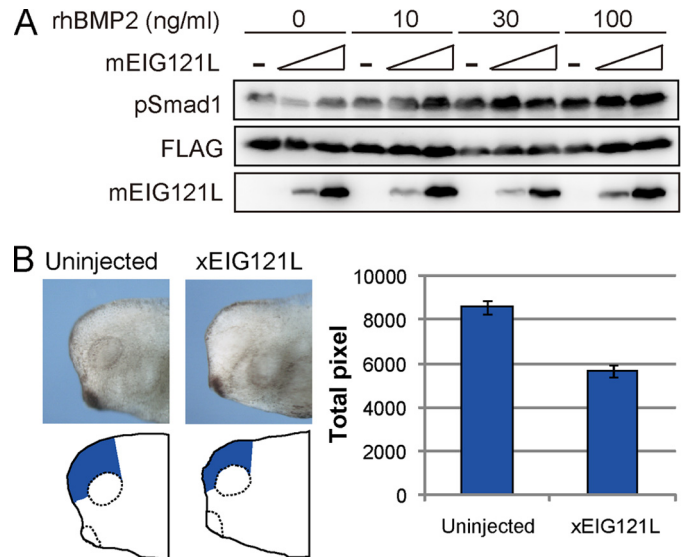 A
rhBMP2 (ng/ml) 0 10 30 100
mEIG121L - - - -
pSmad1
FLAG
mEIG121L
B
Uninjected xEIG121L
Total pixel
10000
8000
6000
4000
2000
0
Uninjected xEIG121L